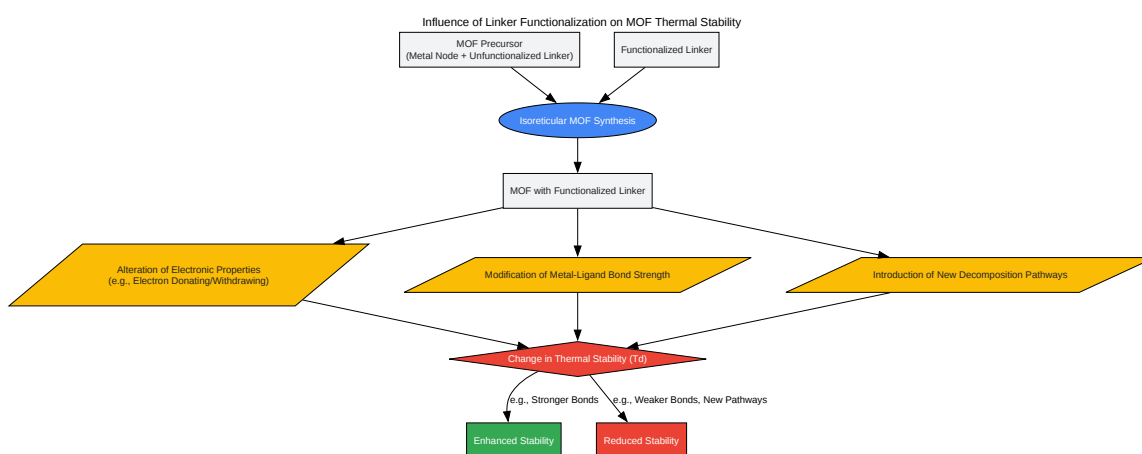 Influence of Linker Functionalization on MOF Thermal Stability
MOF Precursor
(Metal Node + Unfunctionalized Linker)
Functionalized Linker
Isoreticular MOF Synthesis
MOF with Functionalized Linker
Alteration of Electronic Properties
(e.g., Electron Donating/Withdrawing)
Modification of Metal-Ligand Bond Strength
Introduction of New Decomposition Pathways
Change in Thermal Stability (Td)
e.g., Stronger Bonds
e.g., Weaker Bonds, New Pathways
Enhanced Stability
Reduced Stability